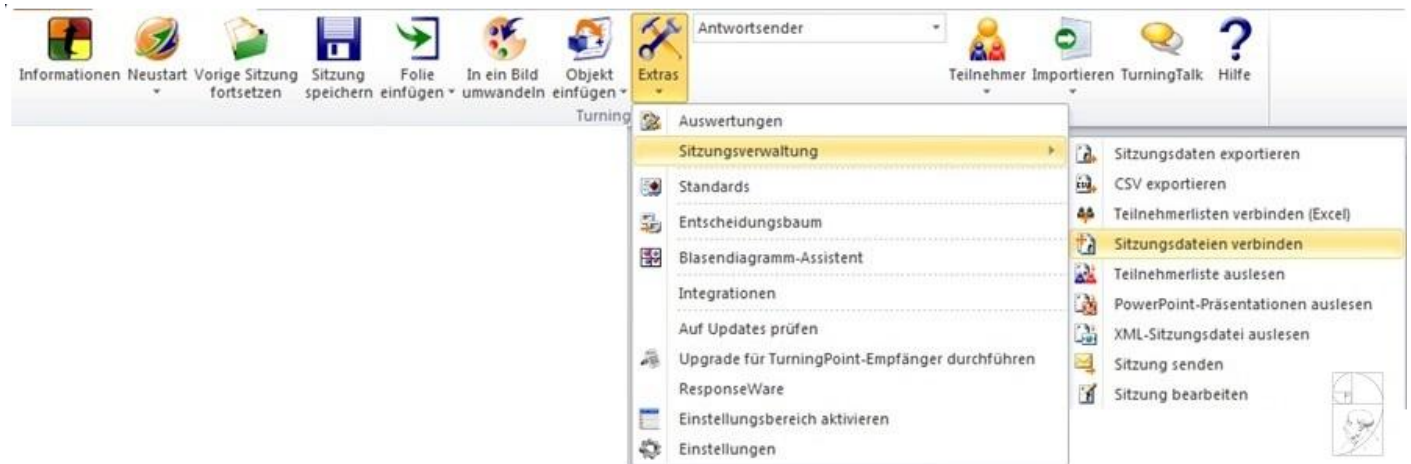 Antwortsender
Informationen Neustart Vorige Sitzung fortsetzen Sitzung speichern Folie einfügen In ein Bild umwandeln Objekt einfügen Extras Teilnehmer Importieren TurningTalk Hilfe
Turning
Auswertungen
Sitzungsverwaltung
Standards
Entscheidungsbaum
Blasendiagramm-Assistent
Integrationen
Auf Updates prüfen
Upgrade für TurningPoint-Empfänger durchführen
ResponseWare
Einstellungsbereich aktivieren
Einstellungen
Sitzungsdaten exportieren
CSV exportieren
Teilnehmerlisten verbinden (Excel)
Sitzungsdateien verbinden
Teilnehmerliste auslesen
PowerPoint-Präsentationen auslesen
XML-Sitzungsdatei auslesen
Sitzung senden
Sitzung bearbeiten